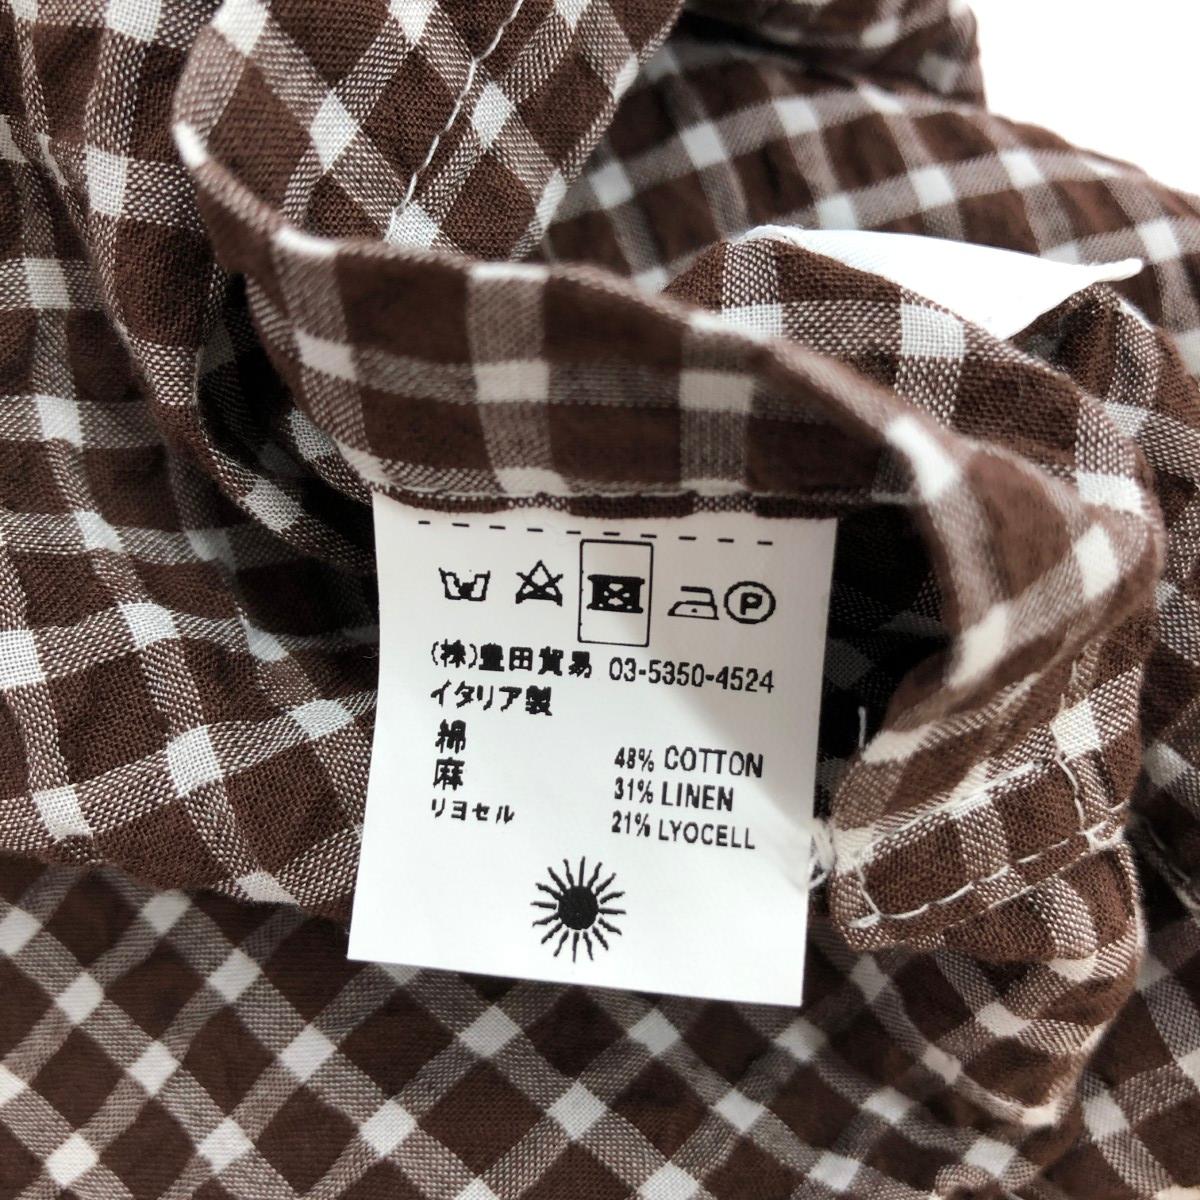 P
(株)豊田貿易 03-5350-4524
イタリア製
綿 48% COTTON
麻 31% LINEN
リヨセル 21% LYOCELL